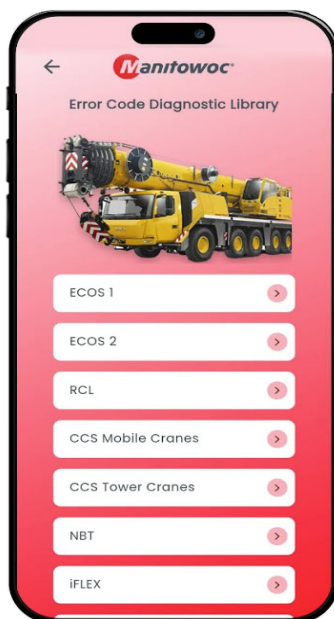 Manitowoc
Error Code Diagnostic Library
ECOS 1
ECOS 2
RCL
CCS Mobile Cranes
CCS Tower Cranes
NBT
iFLEX